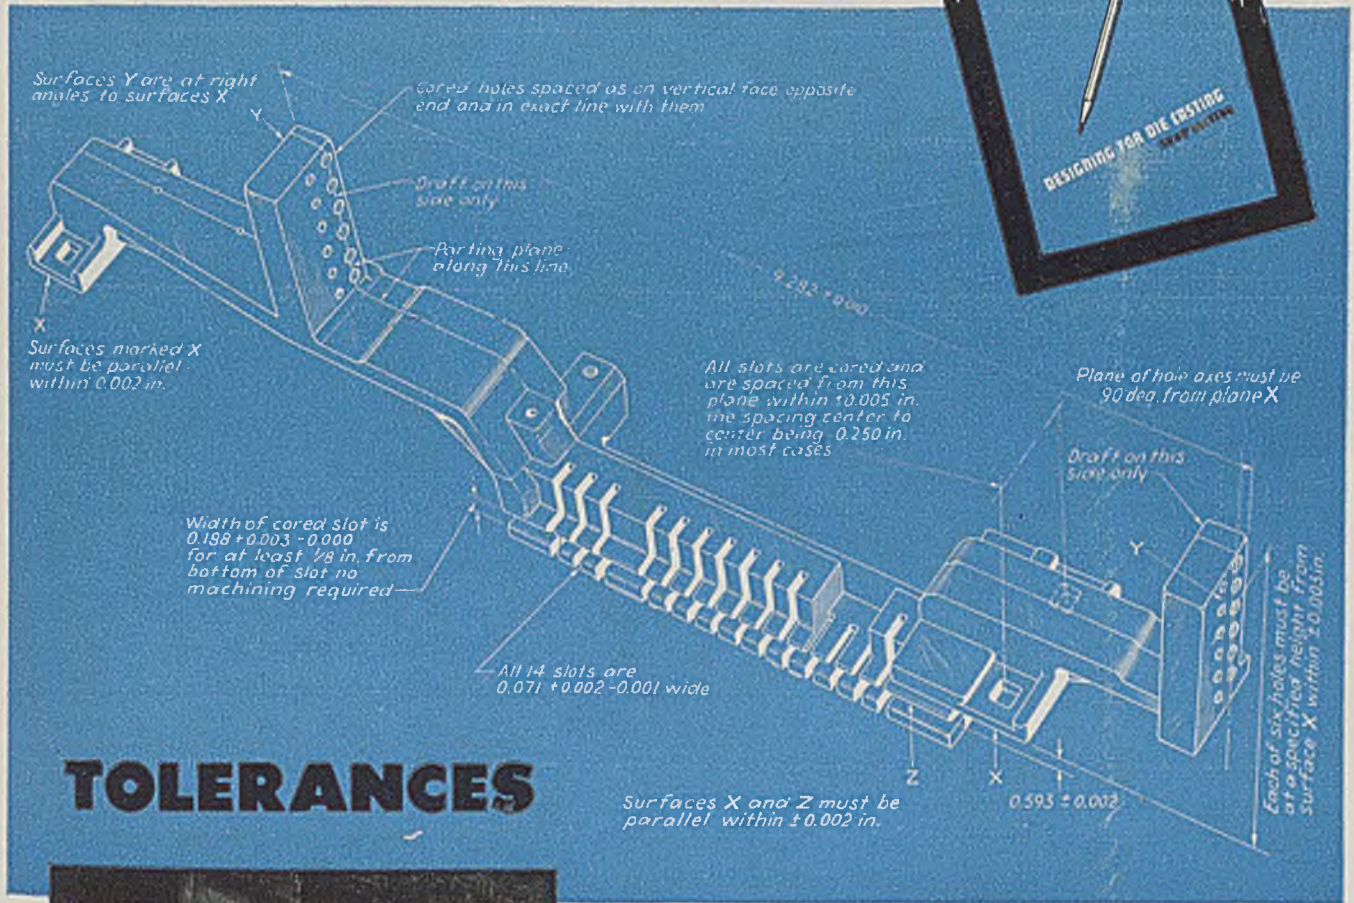 Surfaces Y are at right
angles to surfaces X
Cored holes spaced as on vertical face opposite
end and in exact line with them
DESIGNING FOR DIE CASTING
Y
Draft on this
side only
Parting plane
along this line
X
Surfaces marked X
must be parallel
within 0.002 in.
9.282 ±0.010
All slots are cored and
are spaced from this
plane within ±0.005 in.
the spacing center to
center being 0.250 in.
in most cases
Plane of hole axes must be
90 deg. from plane X
Draft on this
side only
Y
Width of cored slot is
0.188 +0.003 -0.000
for at least 1/8 in. from
bottom of slot no
machining required
All 14 slots are
0.071 +0.002 -0.001 wide
Each of six holes must be
at a specified height from
surface X within ±0.005 in.
Z
X
0.593 ±0.002
Surfaces X and Z must be
parallel within ±0.002 in.
TOLERANCES